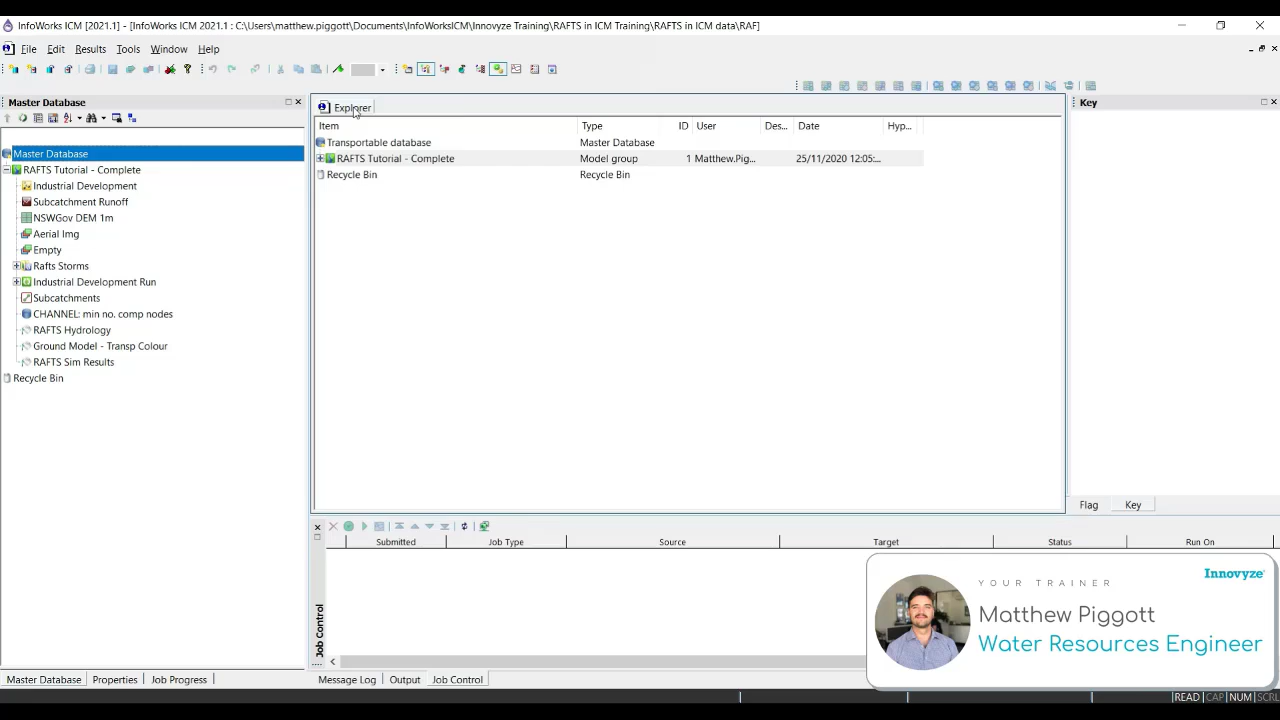 InfoWorks ICM [2021.1] - [InfoWorks ICM 2021.1 : C:\Users\matthew.piggott\Documents\InfoWorksICM\Innovyze Training\RAFTS in ICM Training\RAFTS in ICM data\RAF]
File Edit Results Tools Window Help
Master Database
Explorer
Key
Item Type ID User Des... Date Hyp...
Transportable database Master Database
RAFTS Tutorial - Complete Model group 1 Matthew.Pig... 25/11/2020 12:05:...
Recycle Bin Recycle Bin
Master Database
RAFTS Tutorial - Complete
Industrial Development
Subcatchment Runoff
NSWGov DEM 1m
Aerial Img
Empty
Rafts Storms
Industrial Development Run
Subcatchments
CHANNEL: min no. comp nodes
RAFTS Hydrology
Ground Model - Transp Colour
RAFTS Sim Results
Recycle Bin
Flag Key
Submitted Job Type Source Target Status Run On
Job Control
Innovyze
YOUR TRAINER
Matthew Piggott
Water Resources Engineer
Master Database Properties Job Progress
Message Log Output Job Control
READ CAP NUM SCRL